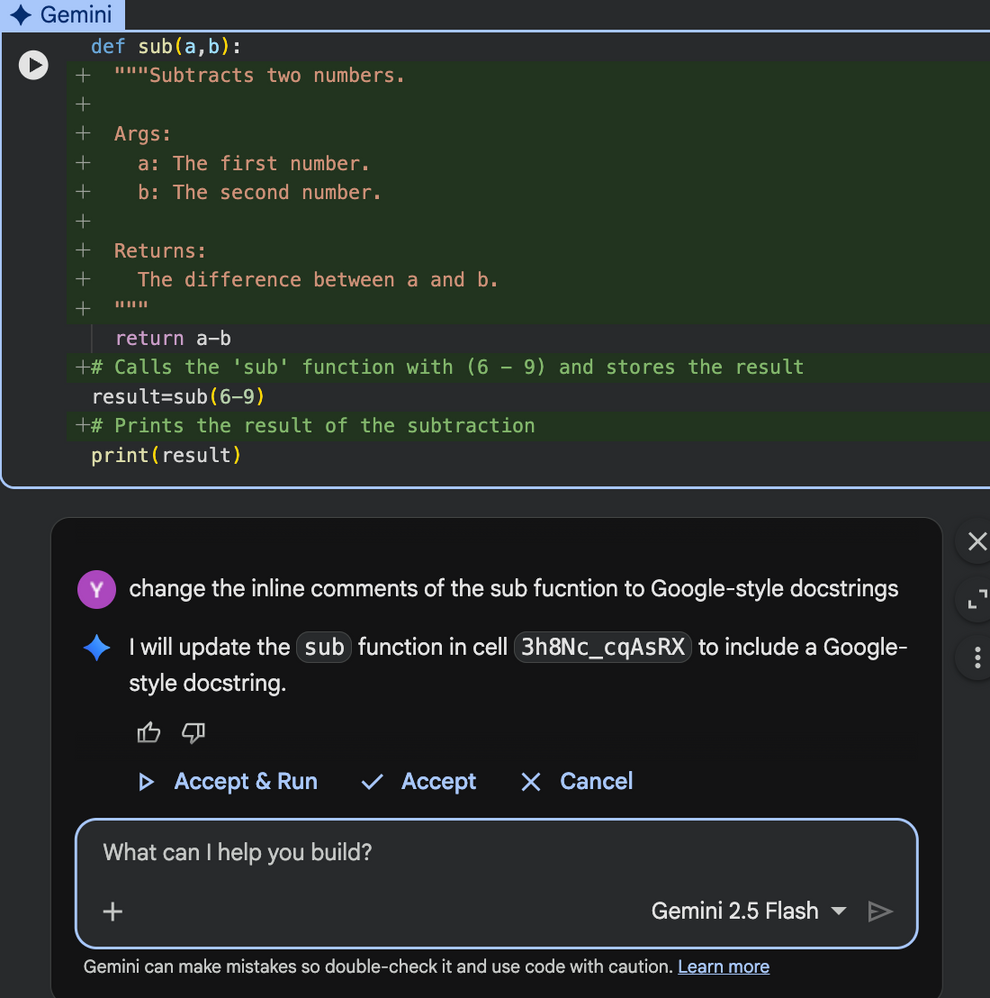 Gemini
def sub(a,b):
+ """Subtracts two numbers.
+
+ Args:
+ a: The first number.
+ b: The second number.
+
+ Returns:
+ The difference between a and b.
+ """
return a-b
+# Calls the 'sub' function with (6 - 9) and stores the result
result=sub(6-9)
+# Prints the result of the subtraction
print(result)
Y change the inline comments of the sub fucntion to Google-style docstrings
I will update the sub function in cell 3h8Nc_cqAsRX to include a Google-
style docstring.
Accept & Run Accept Cancel
What can I help you build?
+ Gemini 2.5 Flash
Gemini can make mistakes so double-check it and use code with caution. Learn more